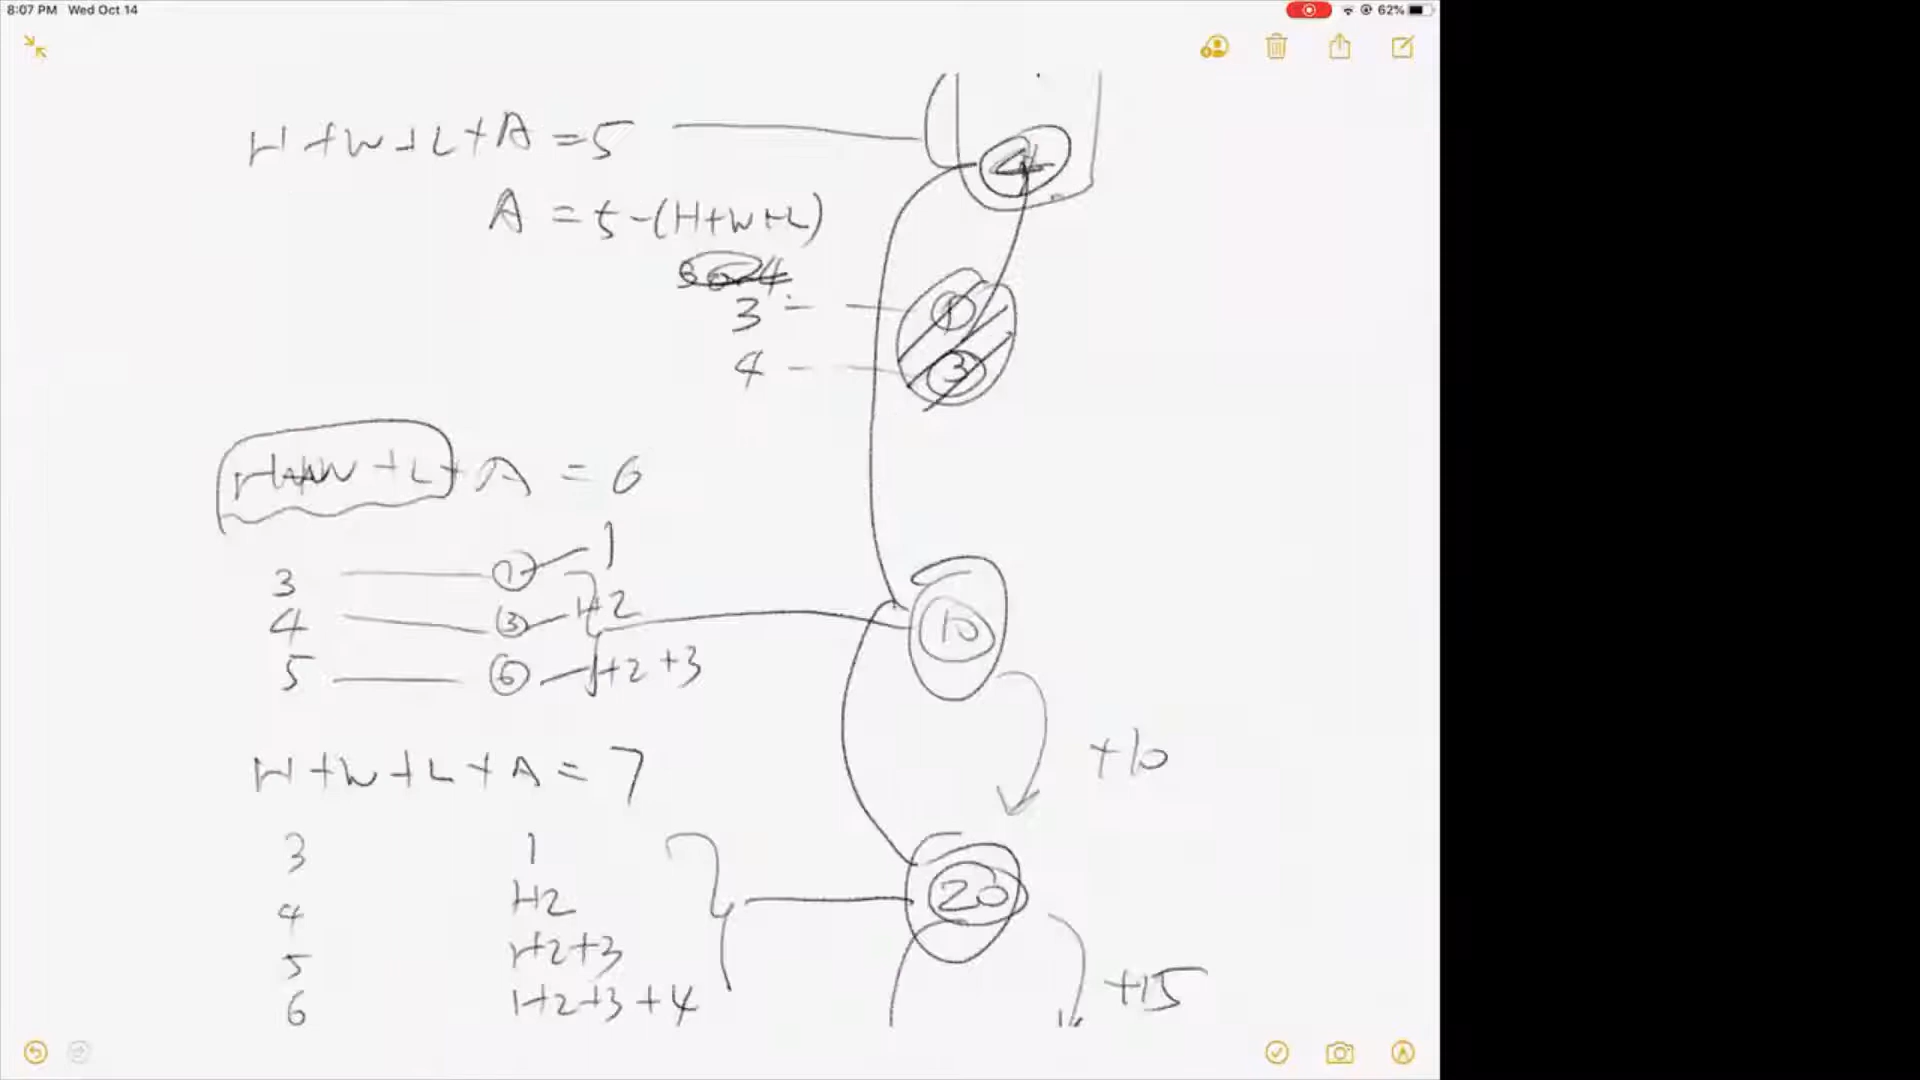 8:07 PM Wed Oct 14
62%
H+W+L+A=5
4
A=5-(H+W+L)
3
1
4
3
H+W+L+A=6
3 1 1
4 3 1+2
5 6 1+2+3
10
+10
H+W+L+A=7
3 1
4 1+2
20
5 1+2+3
6 1+2+3+4
+15